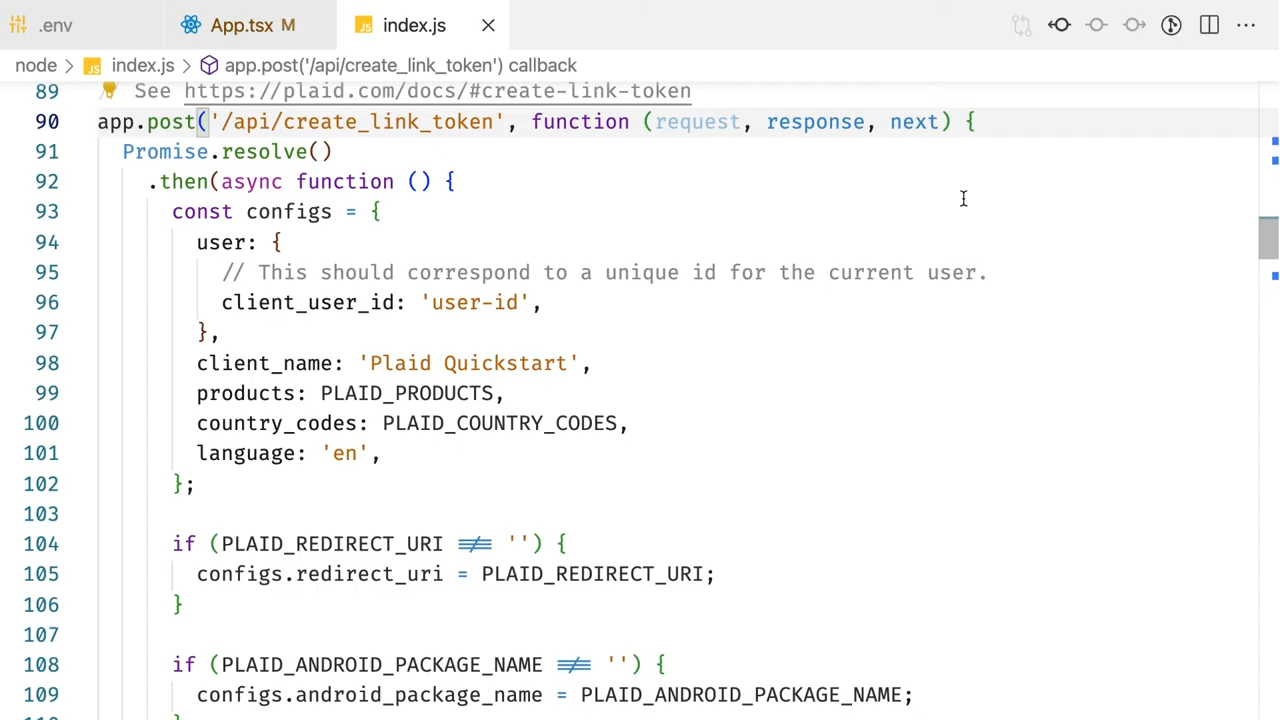 .env
App.tsx M
JS index.js
node > JS index.js > app.post('/api/create_link_token') callback
89 See https://plaid.com/docs/#create-link-token
90 app.post('/api/create_link_token', function (request, response, next) {
91 Promise.resolve()
92 .then(async function () {
93 const configs = {
94 user: {
95 // This should correspond to a unique id for the current user.
96 client_user_id: 'user-id',
97 },
98 client_name: 'Plaid Quickstart',
99 products: PLAID_PRODUCTS,
100 country_codes: PLAID_COUNTRY_CODES,
101 language: 'en',
102 };
103
104 if (PLAID_REDIRECT_URI !== '') {
105 configs.redirect_uri = PLAID_REDIRECT_URI;
106 }
107
108 if (PLAID_ANDROID_PACKAGE_NAME !== '') {
109 configs.android_package_name = PLAID_ANDROID_PACKAGE_NAME;